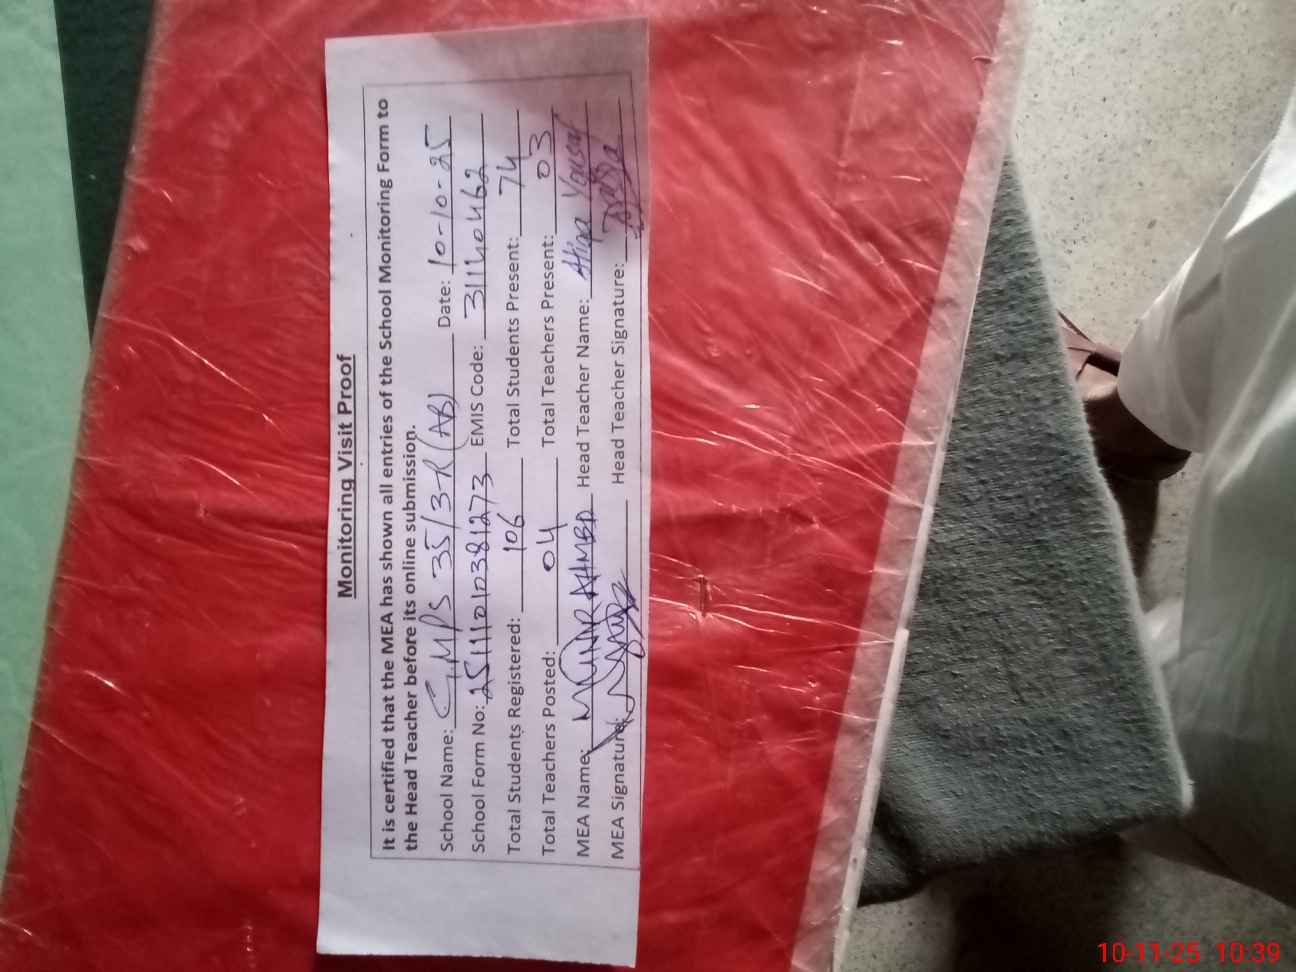 Monitoring Visit Proof
It is certified that the MEA has shown all entries of the School Monitoring Form to
the Head Teacher before its online submission.
School Name: GMPS 35/3-R (AB) Date: 10-10-25
School Form No: 25111010381273 EMIS Code: 31140462
Total Students Registered: 106 Total Students Present: 74
Total Teachers Posted: 04 Total Teachers Present: 03
MEA Name: MUNIR AHMED Head Teacher Name: Atiqa Yousaf
MEA Signature: Head Teacher Signature:
10-11-25 10:39